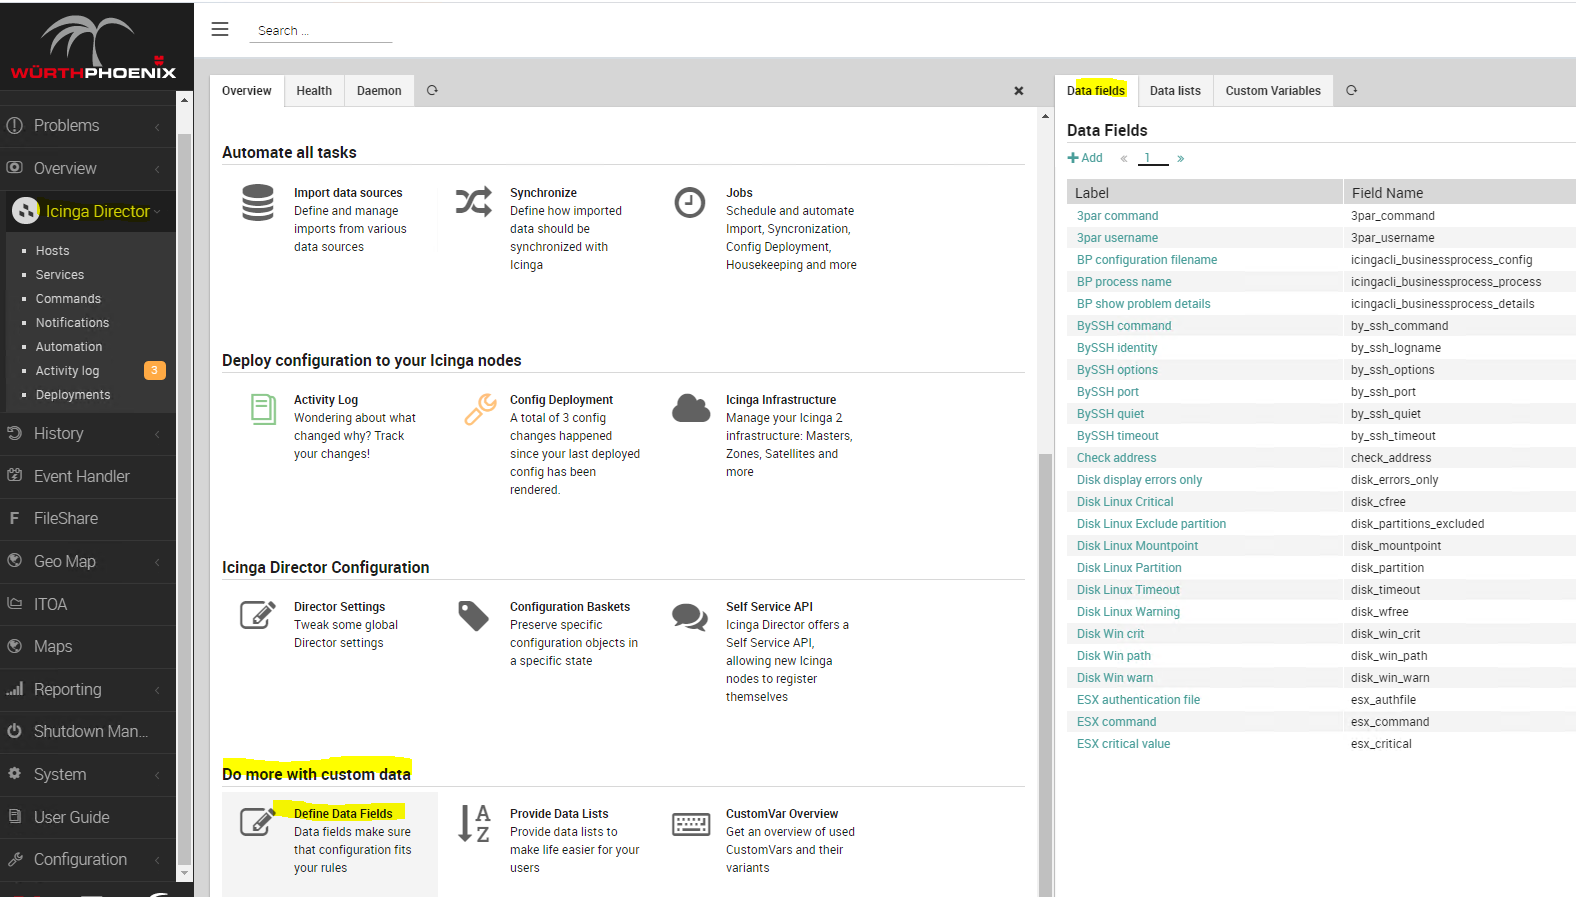 WÜRTHPHOENIX
Problems
Overview
Icinga Director
Hosts
Services
Commands
Notifications
Automation
Activity log 3
Deployments
History
Event Handler
F FileShare
Geo Map
ITOA
Maps
Reporting
Shutdown Man...
System
User Guide
Configuration
Search ...
Overview Health Daemon
Automate all tasks
Import data sources
Define and manage
imports from various
data sources
Synchronize
Define how imported
data should be
synchronized with
Icinga
Jobs
Schedule and automate
Import, Syncronization,
Config Deployment,
Housekeeping and more
Deploy configuration to your Icinga nodes
Activity Log
Wondering about what
changed why? Track
your changes!
Config Deployment
A total of 3 config
changes happened
since your last deployed
config has been
rendered.
Icinga Infrastructure
Manage your Icinga 2
infrastructure: Masters,
Zones, Satellites and
more
Icinga Director Configuration
Director Settings
Tweak some global
Director settings
Configuration Baskets
Preserve specific
configuration objects in
a specific state
Self Service API
Icinga Director offers a
Self Service API,
allowing new Icinga
nodes to register
themselves
Do more with custom data
Define Data Fields
Data fields make sure
that configuration fits
your rules
A
Z
Provide Data Lists
Provide data lists to
make life easier for your
users
CustomVar Overview
Get an overview of used
CustomVars and their
variants
Data fields Data lists Custom Variables
Data Fields
+ Add « 1 »
Label Field Name
3par command 3par_command
3par username 3par_username
BP configuration filename icingacli_businessprocess_config
BP process name icingacli_businessprocess_process
BP show problem details icingacli_businessprocess_details
BySSH command by_ssh_command
BySSH identity by_ssh_logname
BySSH options by_ssh_options
BySSH port by_ssh_port
BySSH quiet by_ssh_quiet
BySSH timeout by_ssh_timeout
Check address check_address
Disk display errors only disk_errors_only
Disk Linux Critical disk_cfree
Disk Linux Exclude partition disk_partitions_excluded
Disk Linux Mountpoint disk_mountpoint
Disk Linux Partition disk_partition
Disk Linux Timeout disk_timeout
Disk Linux Warning disk_wfree
Disk Win crit disk_win_crit
Disk Win path disk_win_path
Disk Win warn disk_win_warn
ESX authentication file esx_authfile
ESX command esx_command
ESX critical value esx_critical